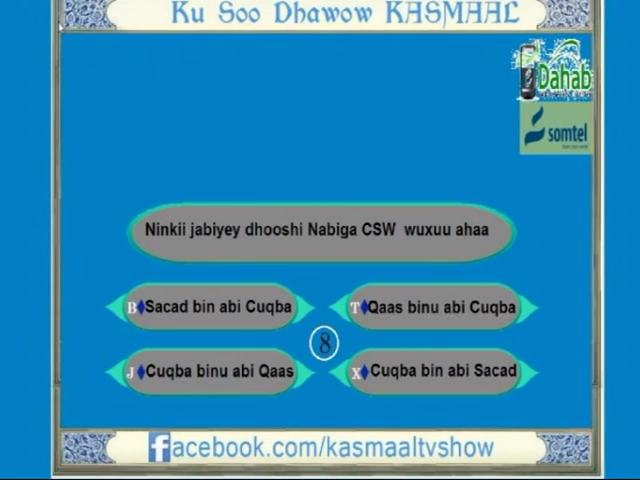 Ku Soo Dhawow KASMAAL
Dahab
somtel
Ninkii jabiyey dhooshi Nabiga CSW wuxuu ahaa
B Sacad bin abi Cuqba
T Qaas binu abi Cuqba
8
J Cuqba binu abi Qaas
X Cuqba bin abi Sacad
facebook.com/kasmaaltvshow